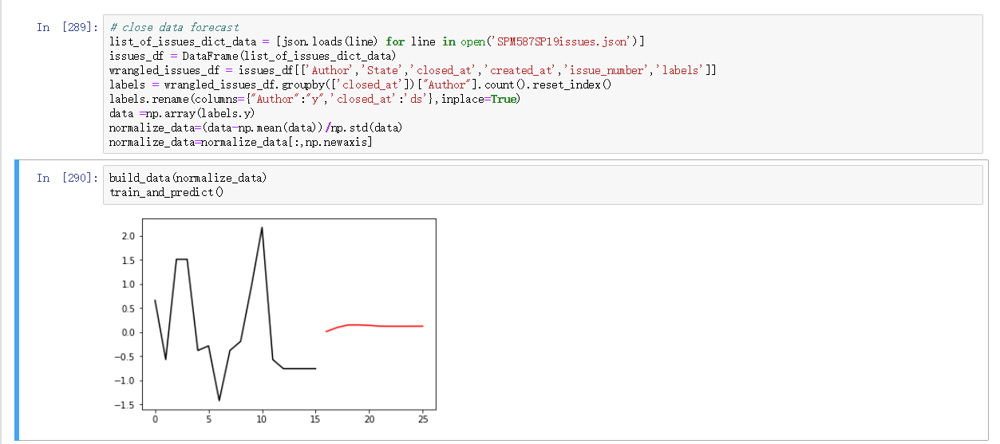 In [289]:
# close data forecast
list_of_issues_dict_data = [json.loads(line) for line in open('SPM587SP19issues.json')]
issues_df = DataFrame(list_of_issues_dict_data)
wrangled_issues_df = issues_df[['Author','State','closed_at','created_at','issue_number','labels']]
labels = wrangled_issues_df.groupby(['closed_at'])["Author"].count().reset_index()
labels.rename(columns={"Author":"y",'closed_at':'ds'},inplace=True)
data =np.array(labels.y)
normalize_data=(data-np.mean(data))/np.std(data)
normalize_data=normalize_data[:,np.newaxis]
In [290]:
build_data(normalize_data)
train_and_predict()
2.0
1.5
1.0
0.5
0.0
−0.5
−1.0
−1.5
0 5 10 15 20 25